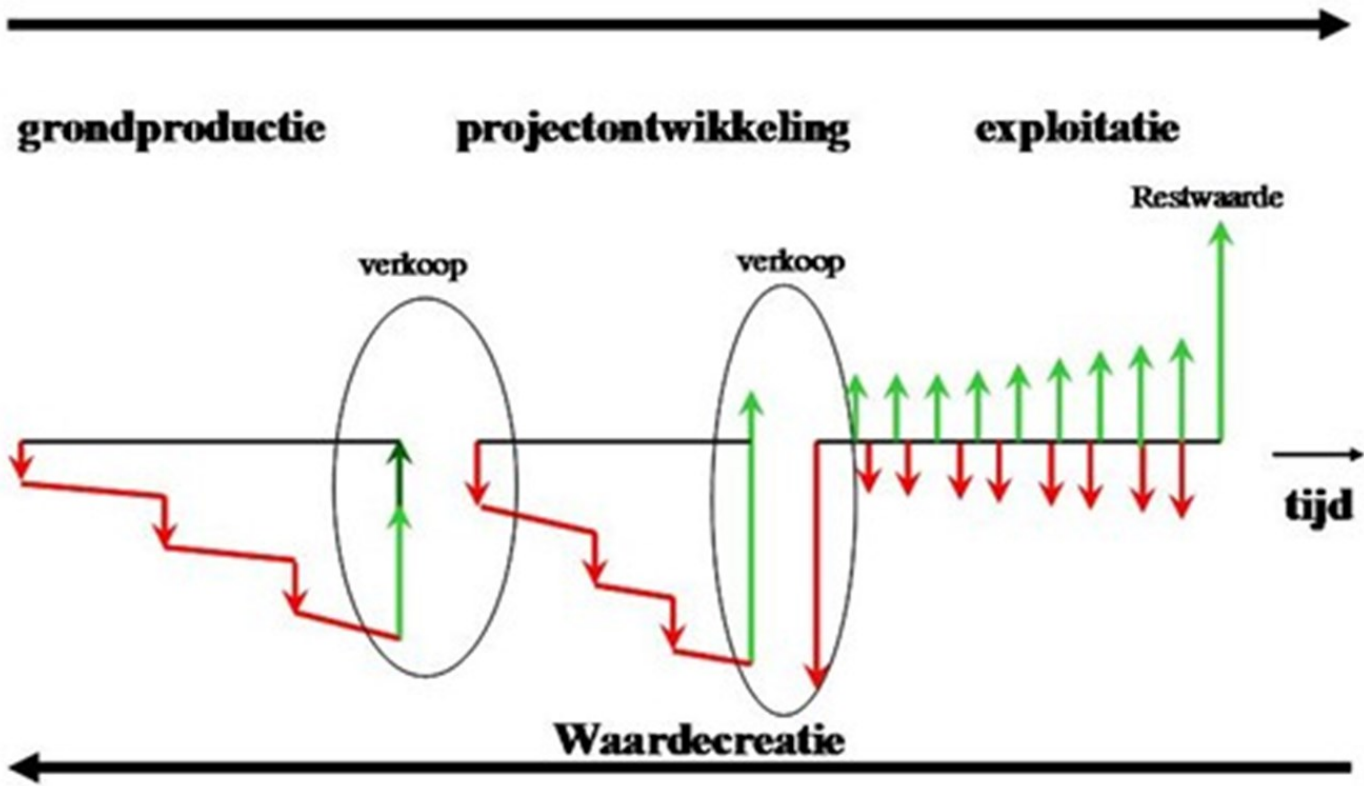 grondproductie projectontwikkeling exploitatie
Restwaarde
verkoop verkoop
tijd
Waardecreatie